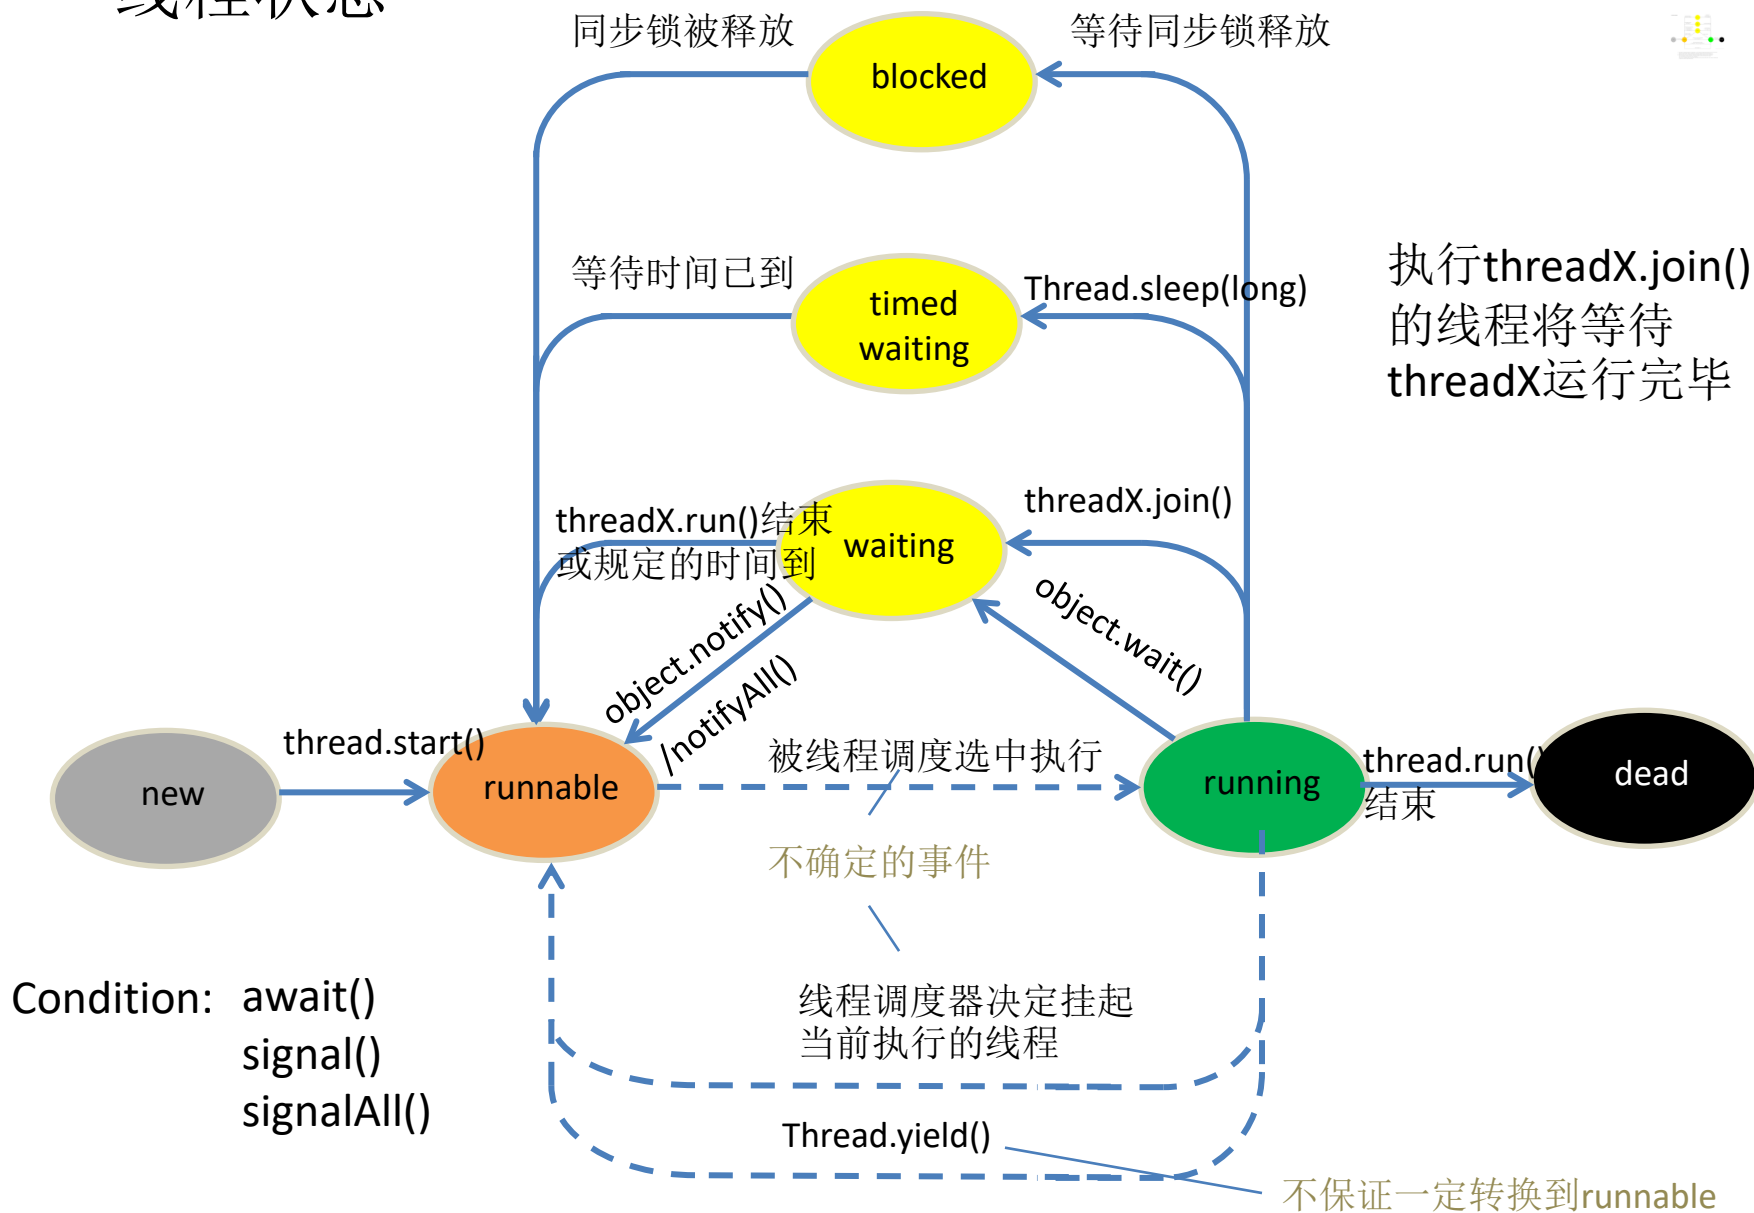 线程状态
同步锁被释放
等待同步锁释放
blocked
等待时间已到
Thread.sleep(long)
timed
waiting
执行threadX.join()
的线程将等待
threadX运行完毕
threadX.run()结束
或规定的时间到
waiting
threadX.join()
object.notify()
/notifyAll()
object.wait()
new
thread.start()
runnable
被线程调度选中执行
running
thread.run()
结束
dead
不确定的事件
Condition:
await()
signal()
signalAll()
线程调度器决定挂起
当前执行的线程
Thread.yield()
不保证一定转换到runnable